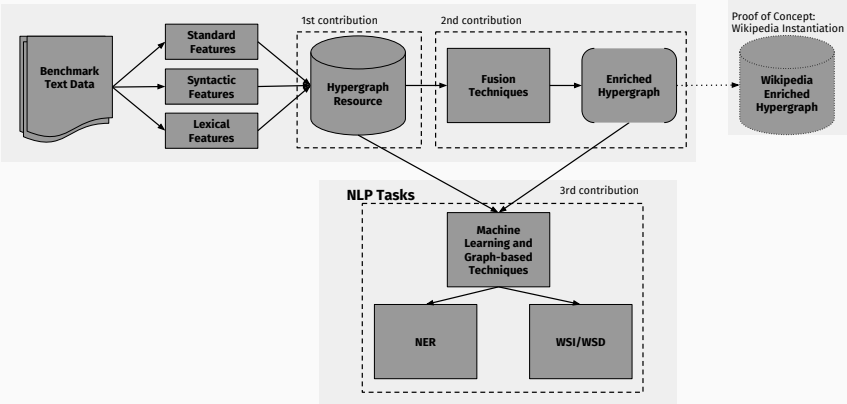 1st contribution
2nd contribution
Proof of Concept:
Wikipedia Instantiation
Benchmark
Text Data
Standard
Features
Syntactic
Features
Lexical
Features
Hypergraph
Resource
Fusion
Techniques
Enriched
Hypergraph
Wikipedia
Enriched
Hypergraph
NLP Tasks
3rd contribution
Machine
Learning and
Graph-based
Techniques
NER
WSI/WSD